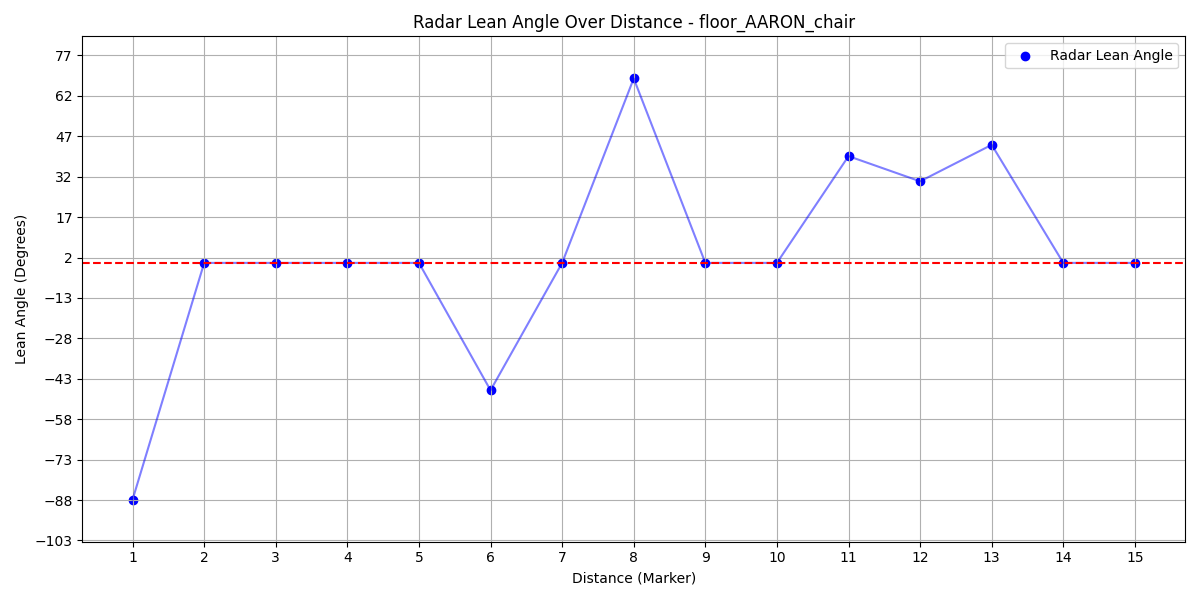 Radar Lean Angle Over Distance - floor_AARON_chair
Radar Lean Angle
77
62
47
32
17
2
−13
−28
−43
−58
−73
−88
−103
Lean Angle (Degrees)
1 2 3 4 5 6 7 8 9 10 11 12 13 14 15
Distance (Marker)